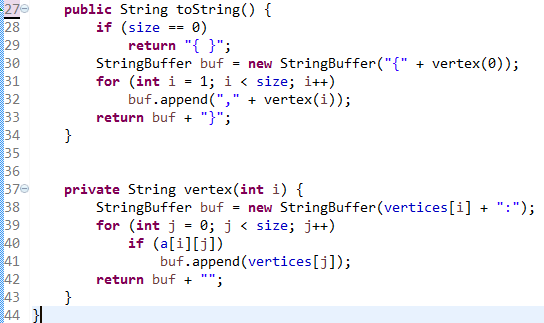 27 public String toString() {
28 if (size == 0)
29 return "{ }";
30 StringBuffer buf = new StringBuffer("{" + vertex(0));
31 for (int i = 1; i < size; i++)
32 buf.append("," + vertex(i));
33 return buf + "}";
34 }
35
36
37 private String vertex(int i) {
38 StringBuffer buf = new StringBuffer(vertices[i] + ":");
39 for (int j = 0; j < size; j++)
40 if (a[i][j])
41 buf.append(vertices[j]);
42 return buf + "";
43 }
44 }